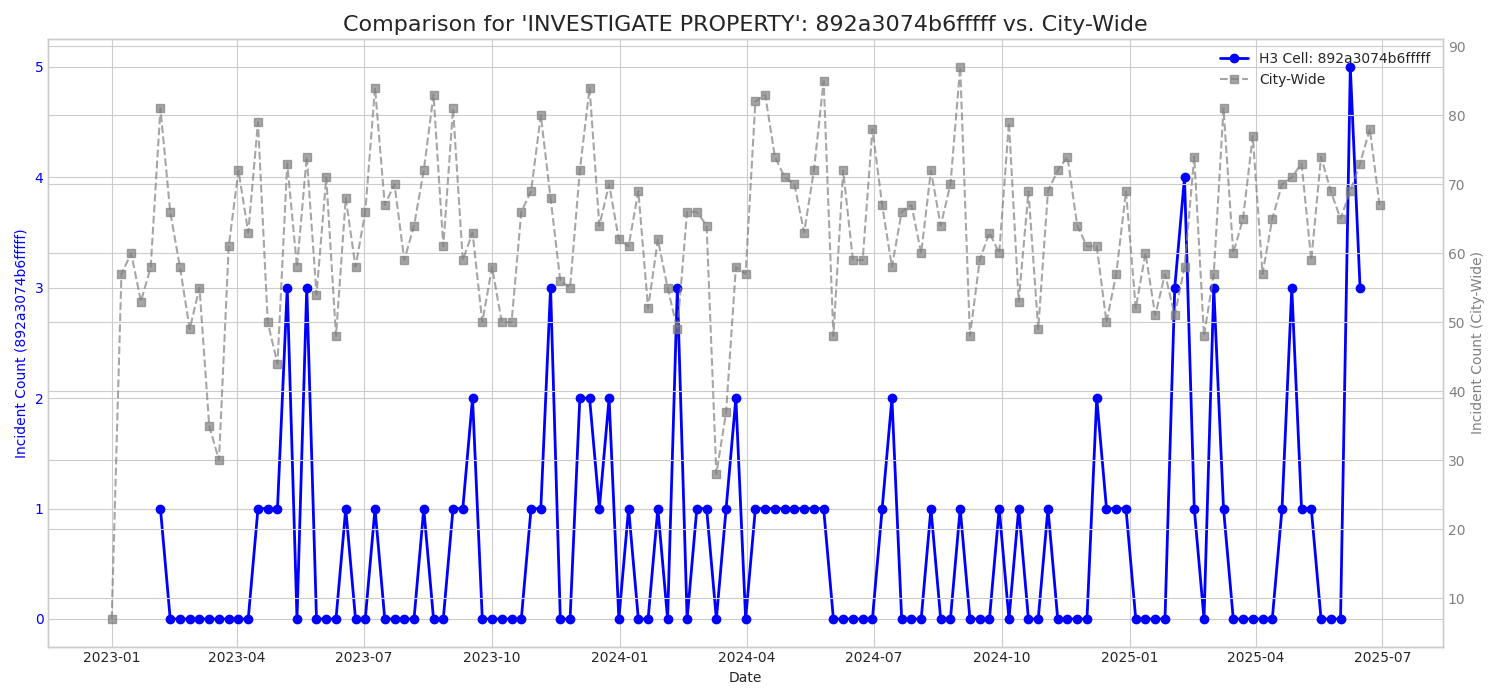 Comparison for 'INVESTIGATE PROPERTY': 892a3074b6fffff vs. City-Wide
H3 Cell: 892a3074b6fffff
City-Wide
Incident Count (892a3074b6fffff)
5
4
3
2
1
0
90
80
70
60
50
40
30
20
10
Incident Count (City-Wide)
2023-01 2023-04 2023-07 2023-10 2024-01 2024-04 2024-07 2024-10 2025-01 2025-04 2025-07
Date